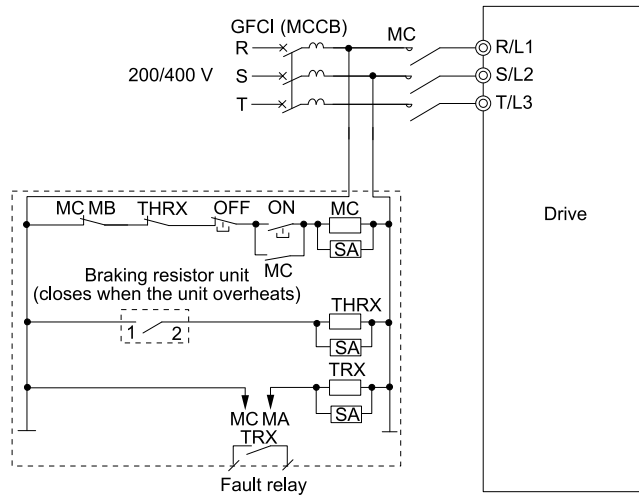 GFCI (MCCB)
MC
R
R/L1
200/400 V
S
S/L2
T
T/L3
Drive
MC MB
THRX
OFF
ON
MC
SA
MC
Braking resistor unit
(closes when the unit overheats)
THRX
1
2
SA
TRX
SA
MC MA
TRX
Fault relay